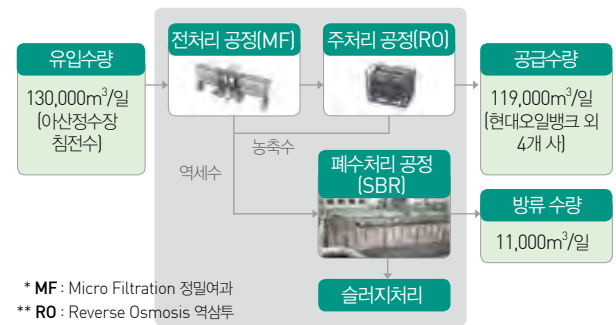 전처리 공정(MF)
주처리 공정(RO)
유입수량
130,000m³/일
(아산정수장
침전수)
공급수량
119,000m³/일
(현대오일뱅크 외
4개 사)
농축수
역세수
폐수처리 공정
(SBR)
방류 수량
11,000m³/일
슬러지처리
* MF : Micro Filtration 정밀여과
** RO : Reverse Osmosis 역삼투